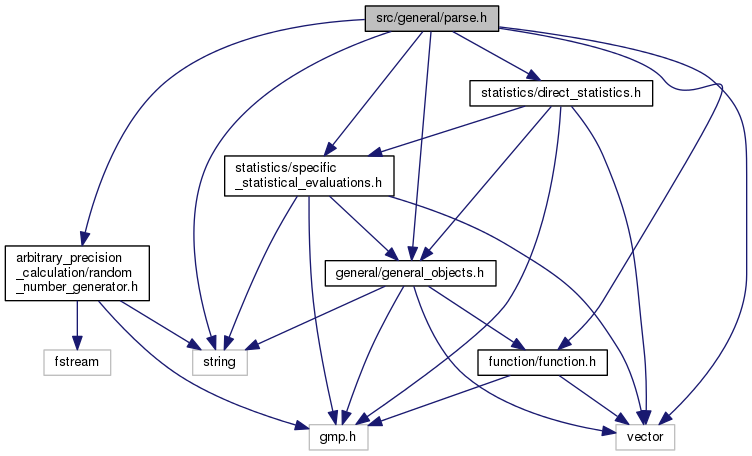 src/general/parse.h
statistics/direct_statistics.h
statistics/specific
_statistical_evaluations.h
arbitrary_precision
_calculation/random
_number_generator.h
general/general_objects.h
fstream
string
function/function.h
gmp.h
vector